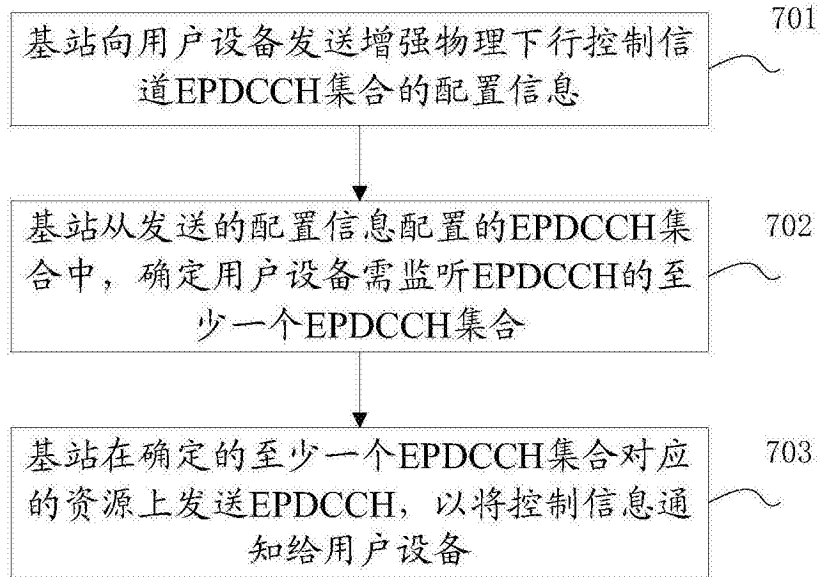 701
基站向用户设备发送增强物理下行控制信
道EPDCCH集合的配置信息
702
基站从发送的配置信息配置的EPDCCH集
合中，确定用户设备需监听EPDCCH的至
少一个EPDCCH集合
703
基站在确定的至少一个EPDCCH集合对应
的资源上发送EPDCCH，以将控制信息通
知给用户设备